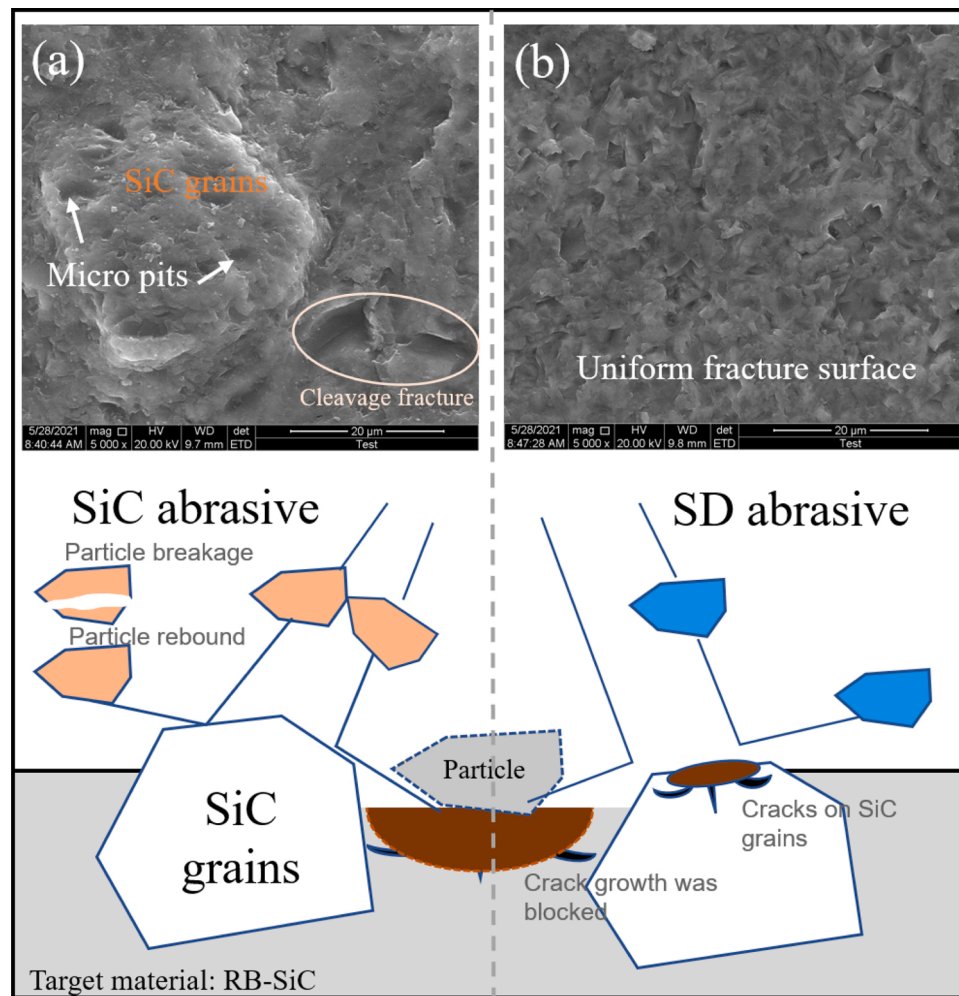 (a)
SiC grains
Micro pits
Cleavage fracture
5/28/2021 mag □ HV WD det 20 μm
8:40:44 AM 5 000 x 20.00 kV 9.7 mm ETD Test
(b)
Uniform fracture surface
5/28/2021 mag □ HV WD det 20 μm
8:47:28 AM 5 000 x 20.00 kV 9.8 mm ETD Test
SiC abrasive
Particle breakage
Particle rebound
SD abrasive
Particle
SiC
grains
Cracks on SiC
grains
Crack growth was
blocked
Target material: RB-SiC